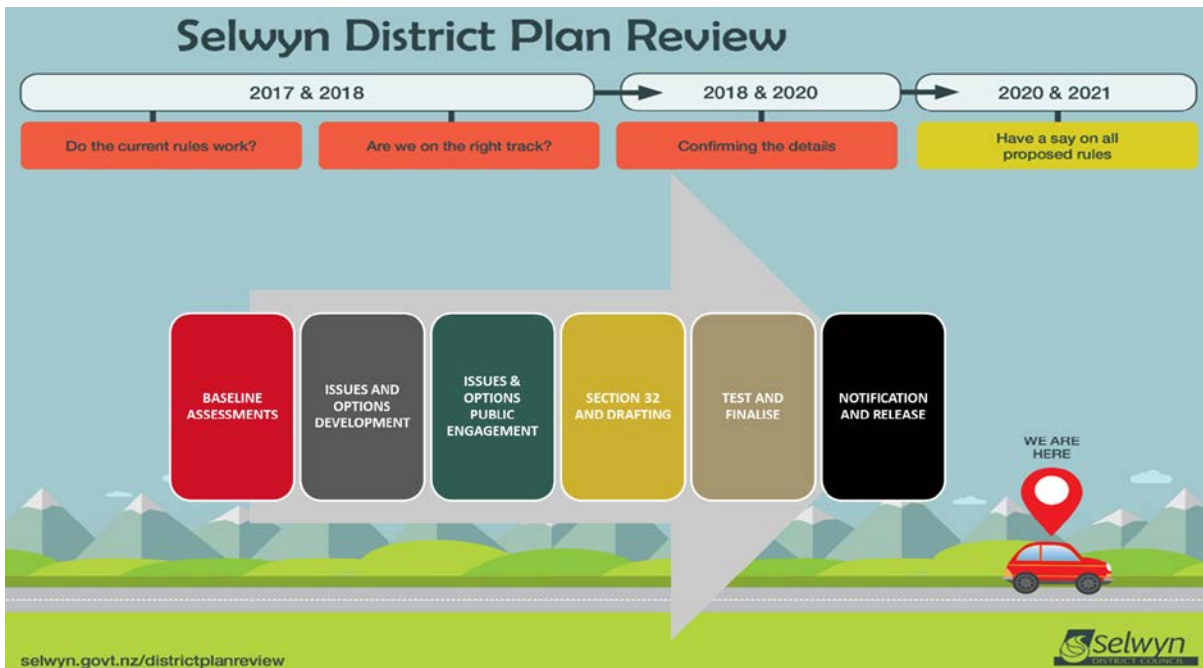 Selwyn District Plan Review
2017 & 2018
2018 & 2020
2020 & 2021
Do the current rules work?
Are we on the right track?
Confirming the details
Have a say on all
proposed rules
BASELINE
ASSESSMENTS
ISSUES AND
OPTIONS
DEVELOPMENT
ISSUES &
OPTIONS
PUBLIC
ENGAGEMENT
SECTION 32
AND DRAFTING
TEST AND
FINALISE
NOTIFICATION
AND RELEASE
WE ARE
HERE
selwyn.govt.nz/districtplanreview
Selwyn
DISTRICT COUNCIL